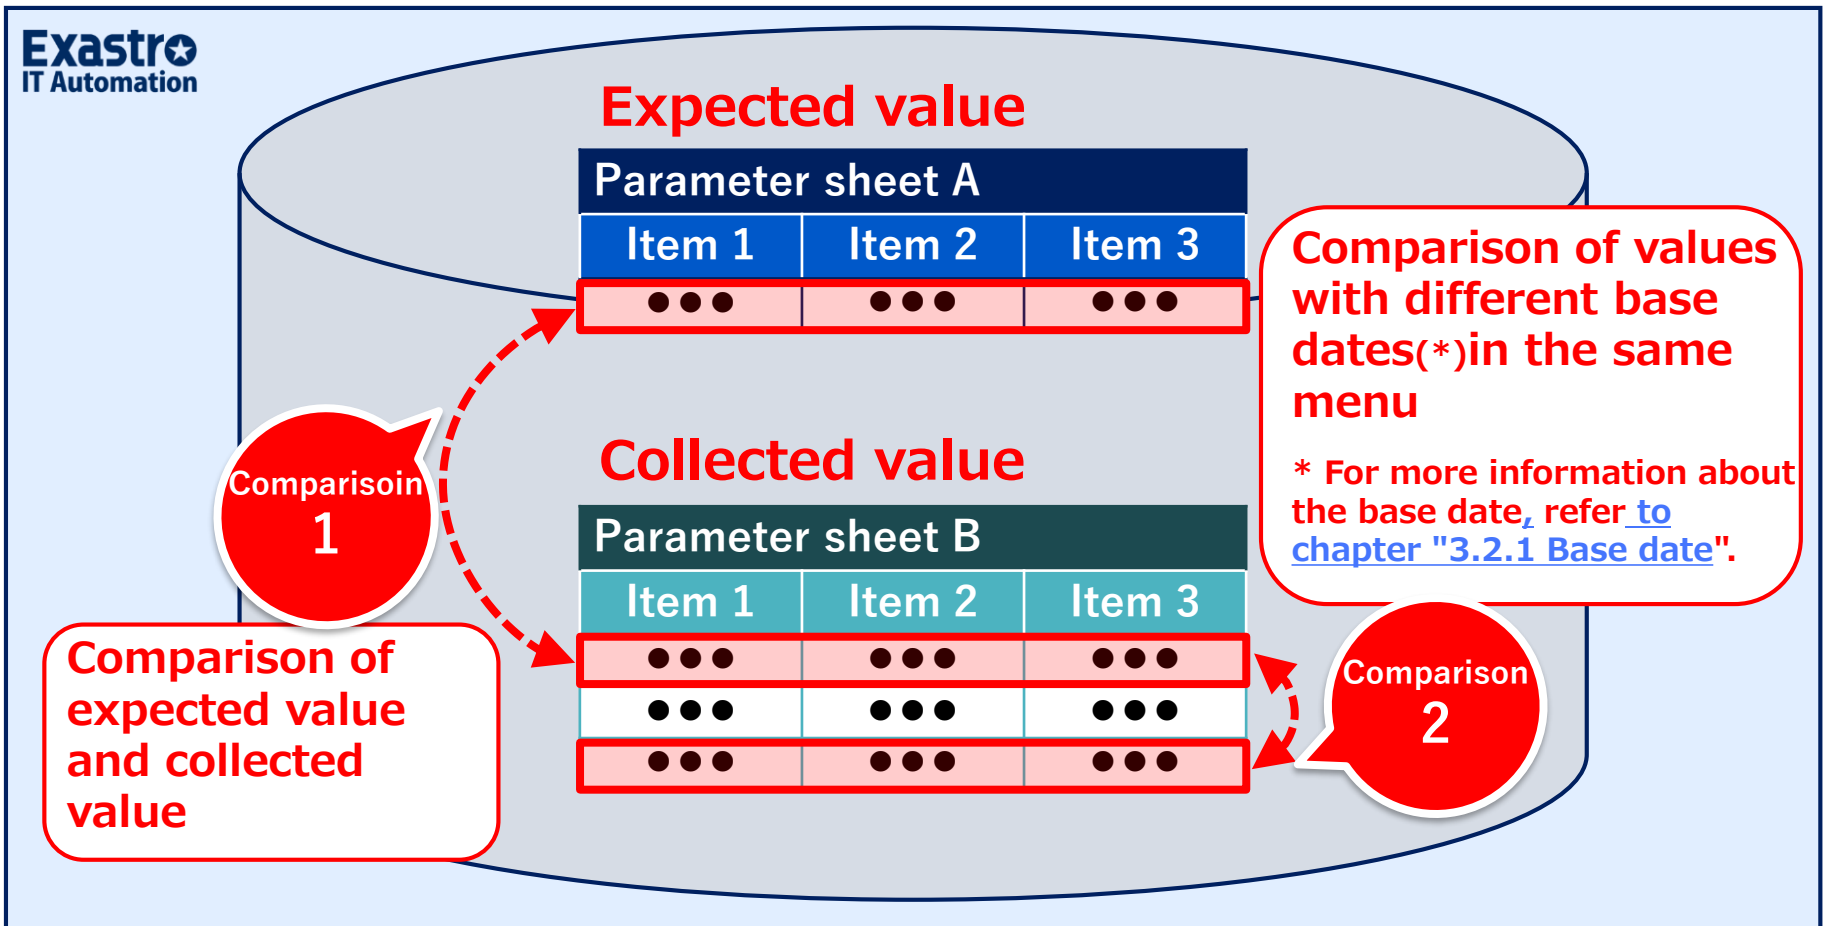 Exastro
IT Automation
Expected value
Parameter sheet A
Item 1 Item 2 Item 3
●●● ●●● ●●●
Comparison of values
with different base
dates(*)in the same
menu
* For more information about
the base date, refer to
chapter "3.2.1 Base date".
Comparisoin
1
Collected value
Parameter sheet B
Item 1 Item 2 Item 3
●●● ●●● ●●●
●●● ●●● ●●●
●●● ●●● ●●●
Comparison of
expected value
and collected
value
Comparison
2